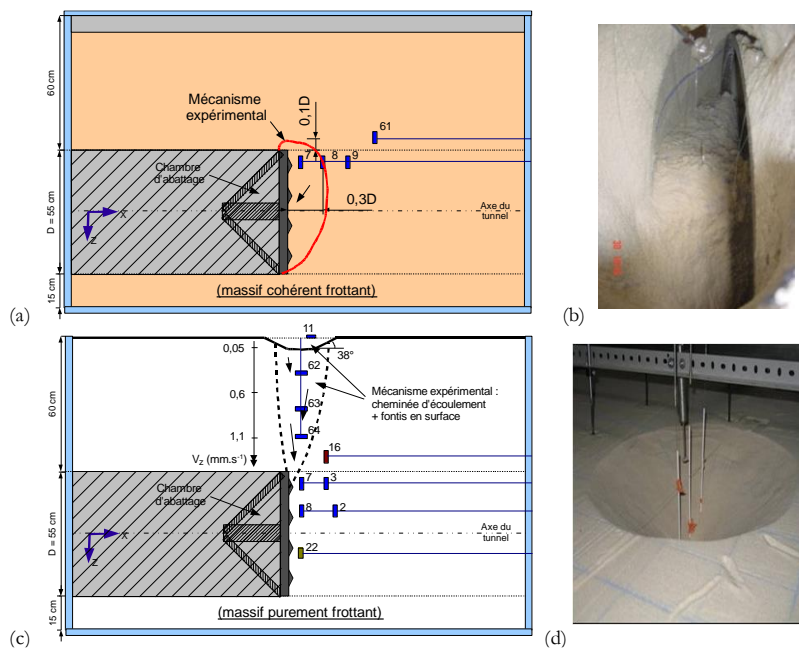 60 cm
D = 55 cm
15 cm
Mécanisme
expérimental
0,1D
61
7
8
9
Chambre
d'abattage
X
Z
0,3D
Axe du
tunnel
(massif cohérent frottant)
(a)
(b)
11
0,05
38°
62
0,6
63
Mécanisme expérimental :
cheminée d'écoulement
+ fontis en surface
64
1,1
Vz (mm.s-1)
16
60 cm
D = 55 cm
15 cm
7
3
Chambre
d'abattage
8
2
X
Z
Axe du
tunnel
22
(massif purement frottant)
(c)
(d)